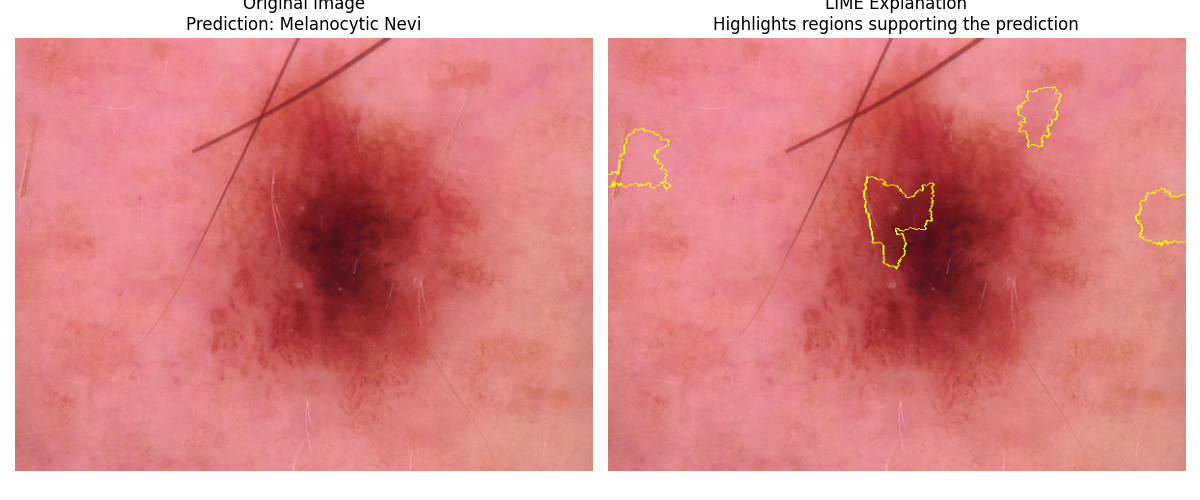 Original Image
Prediction: Melanocytic Nevi
LIME Explanation
Highlights regions supporting the prediction